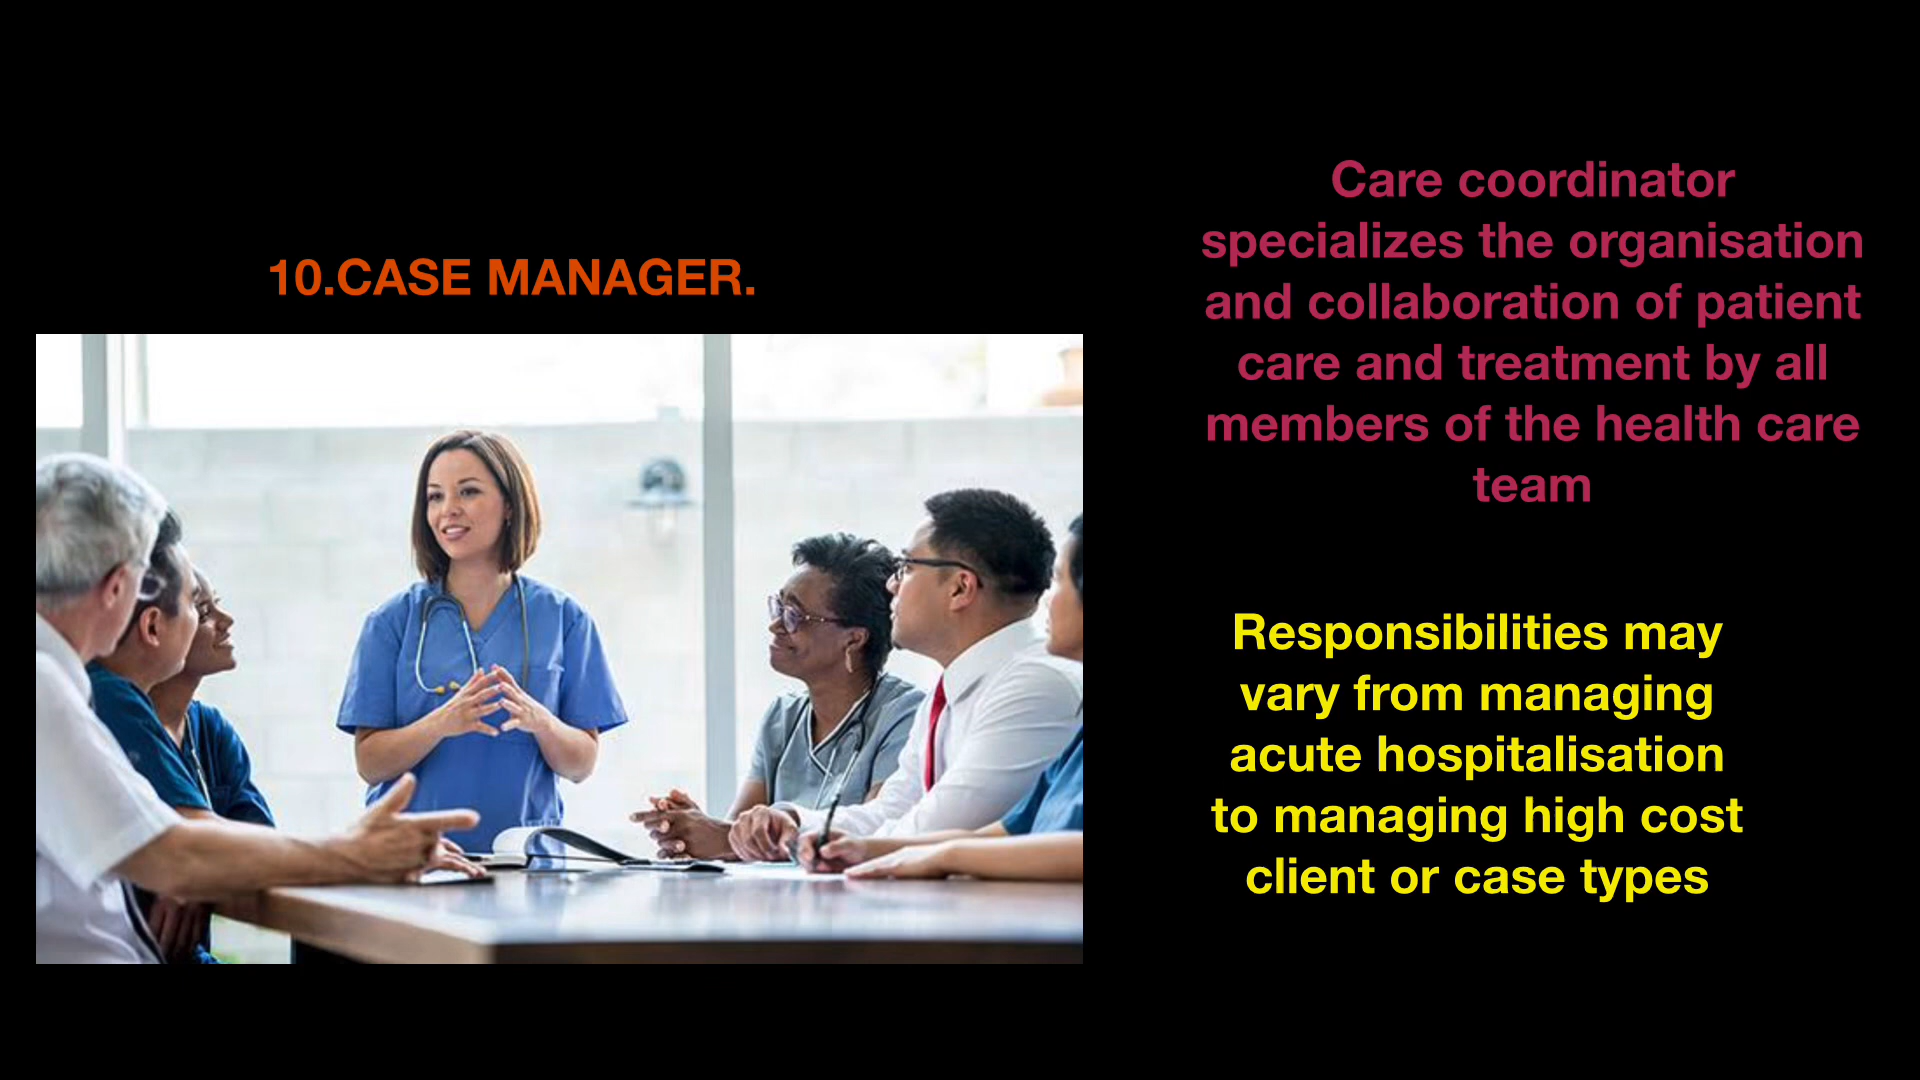 10.CASE MANAGER.
Care coordinator
specializes the organisation
and collaboration of patient
care and treatment by all
members of the health care
team
Responsibilities may
vary from managing
acute hospitalisation
to managing high cost
client or case types